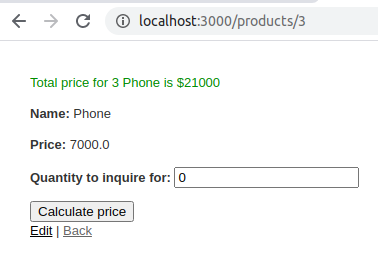 localhost:3000/products/3
Total price for 3 Phone is $21000
Name: Phone
Price: 7000.0
Quantity to inquire for: 0
Calculate price
Edit | Back